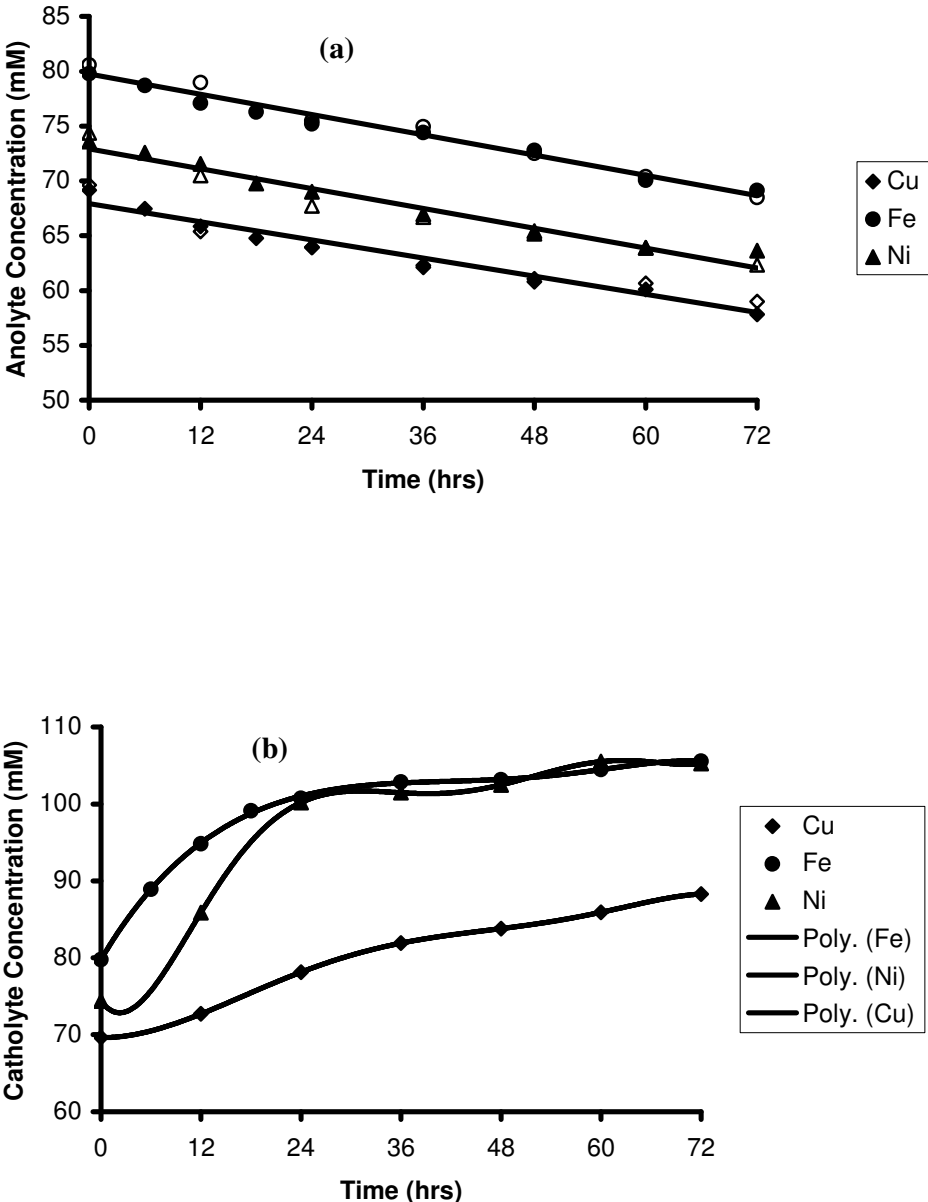 (a)
Anolyte Concentration (mM)
85
80
75
70
65
60
55
50
0 12 24 36 48 60 72
Time (hrs)
Cu
Fe
Ni
(b)
Catholyte Concentration (mM)
110
100
90
80
70
60
0 12 24 36 48 60 72
Time (hrs)
Cu
Fe
Ni
Poly. (Fe)
Poly. (Ni)
Poly. (Cu)